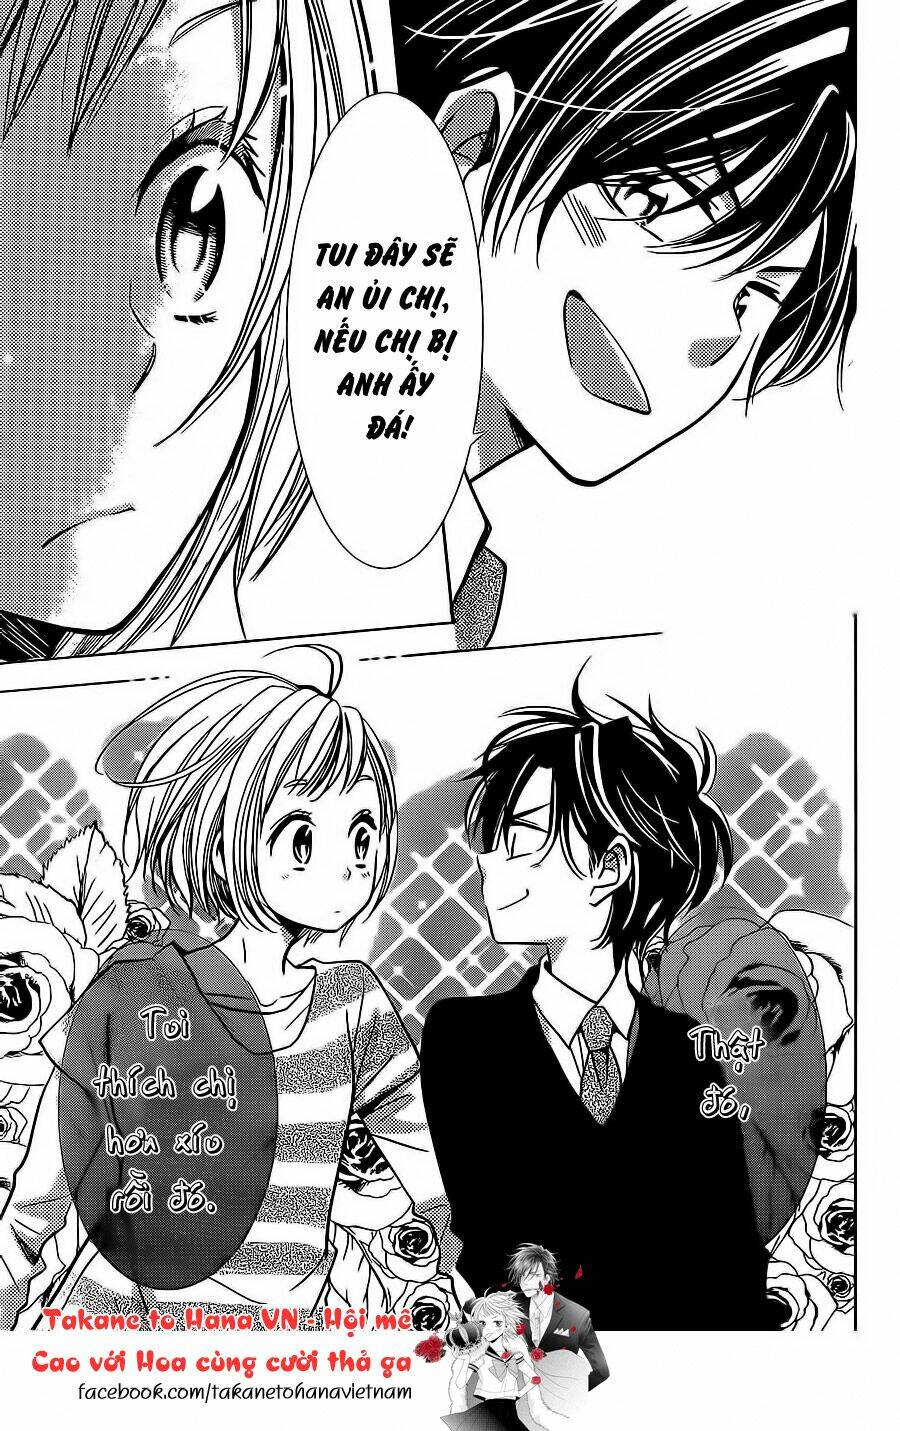 TUI ĐÂY SẼ
AN ỦI CHỊ,
NẾU CHỊ BỊ
ANH ẤY
ĐÁ!
Thật
đó,
Toi
thích chị
hơn xíu
rồi đó.
Takane to Hana VN - Hội mê
Cao với Hoa cùng cười thả ga
facebook.com/takanetohanavietnam